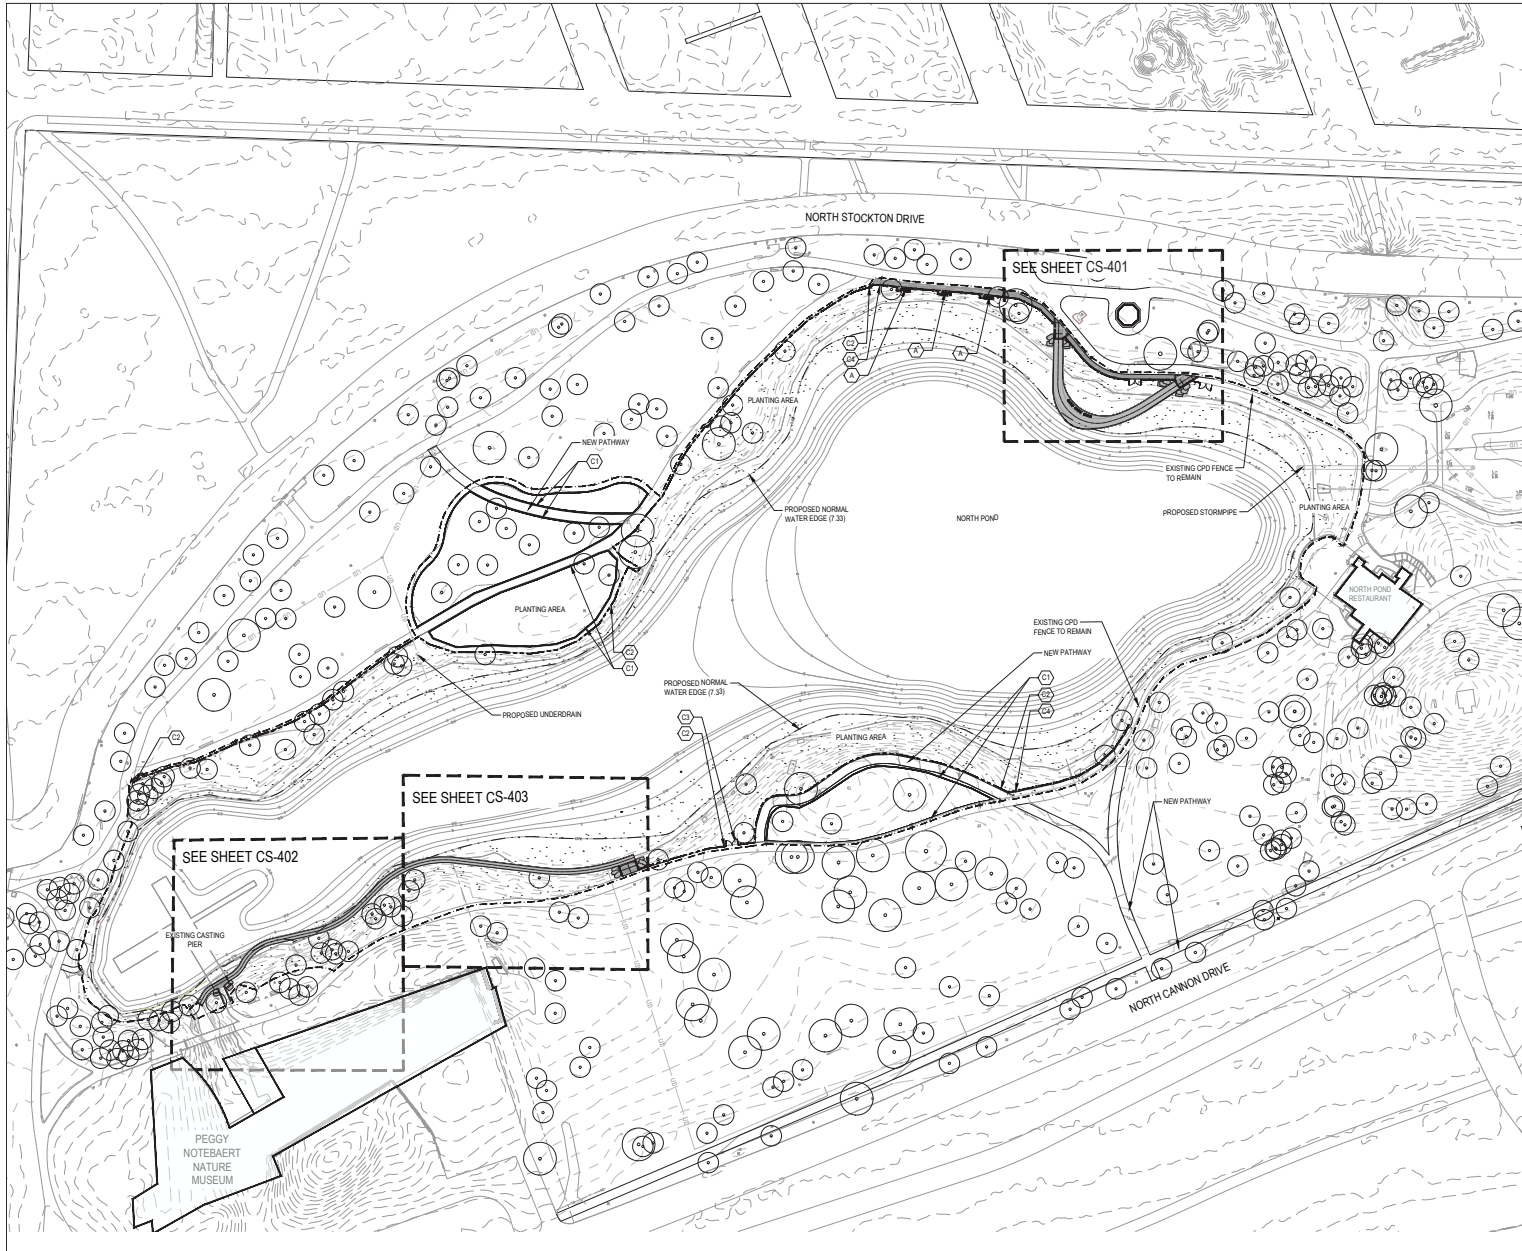 NORTH STOCKTON DRIVE
SEE SHEET CS-401
C2
C4
A
A
A
PLANTING AREA
NEW PATHWAY
C1
EXISTING CPD FENCE
TO REMAIN
PROPOSED STORMPIPE
PLANTING AREA
PROPOSED NORMAL
WATER EDGE (7.33)
NORTH POND
NORTH POND
RESTAURANT
PLANTING AREA
C2
C1
EXISTING CPD
FENCE TO REMAIN
NEW PATHWAY
C1
C2
C4
PROPOSED NORMAL
WATER EDGE (7.33)
PROPOSED UNDERDRAIN
C3
C2
C2
PLANTING AREA
SEE SHEET CS-403
NEW PATHWAY
SEE SHEET CS-402
EXISTING CASTING
PIER
NORTH CANNON DRIVE
PEGGY
NOTEBAERT
NATURE
MUSEUM